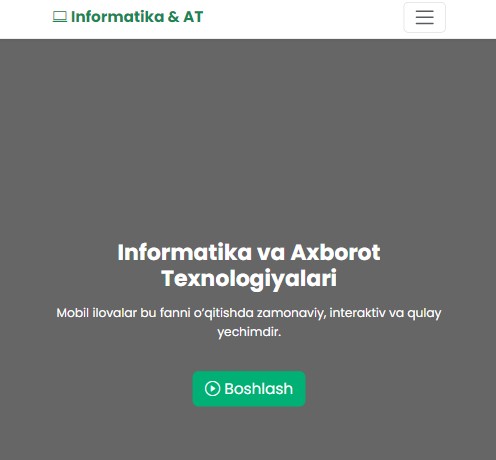 Informatika & AT
Informatika va Axborot
Texnologiyalari
Mobil ilovalar bu fanni o‘qitishda zamonaviy, interaktiv va qulay
yechimdir.
Boshlash